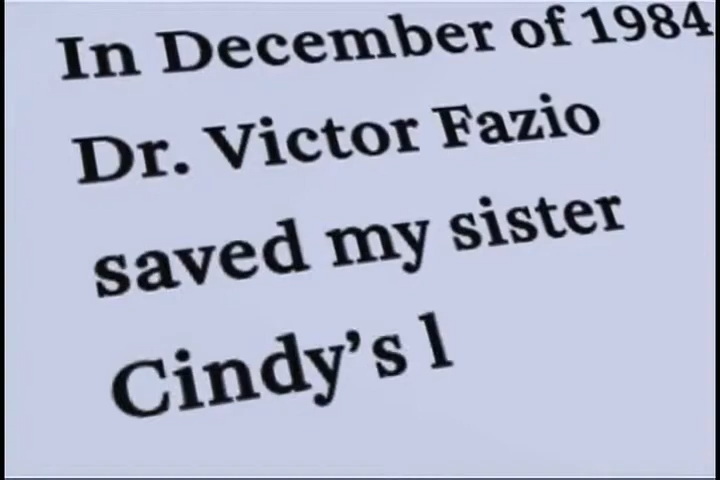 In December of 1984
Dr. Victor Fazio
saved my sister
Cindy’s l